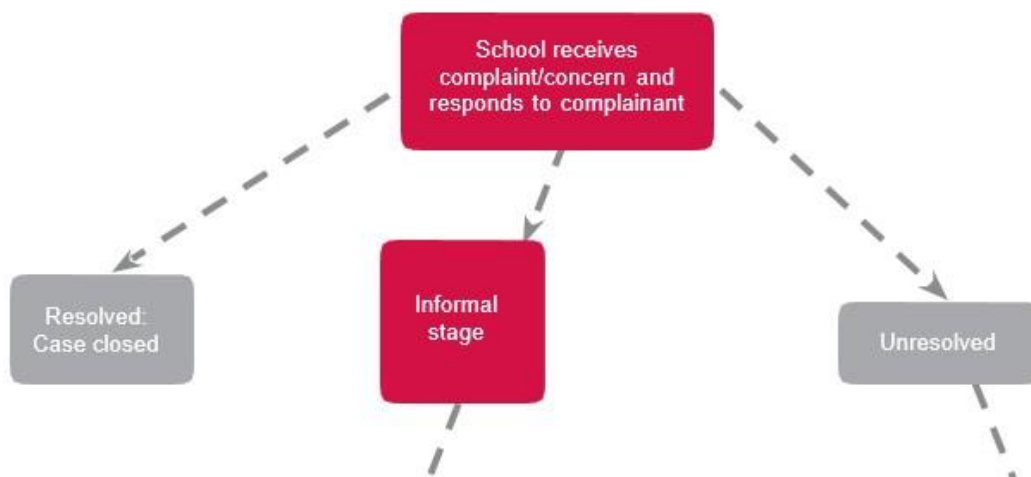 School receives
complaint/concern and
responds to complainant
Resolved:
Case closed
Informal
stage
Unresolved